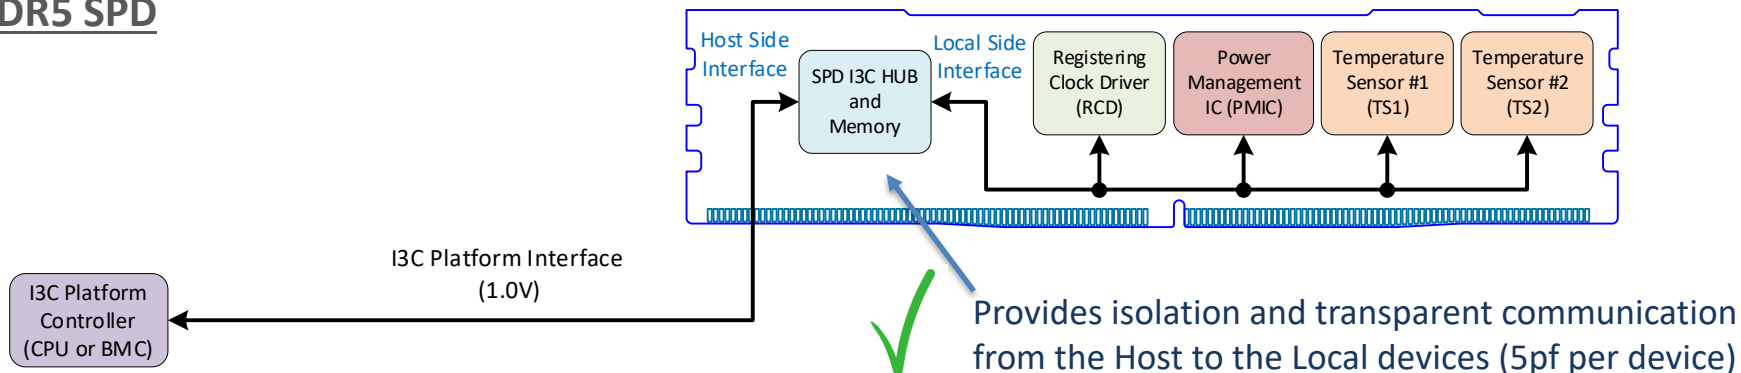 DR5 SPD
Host Side
Interface
SPD I3C HUB
and
Memory
Local Side
Interface
Registering
Clock Driver
(RCD)
Power
Management
IC (PMIC)
Temperature
Sensor #1
(TS1)
Temperature
Sensor #2
(TS2)
I3C Platform Interface
(1.0V)
I3C Platform
Controller
(CPU or BMC)
Provides isolation and transparent communication
from the Host to the Local devices (5pf per device)